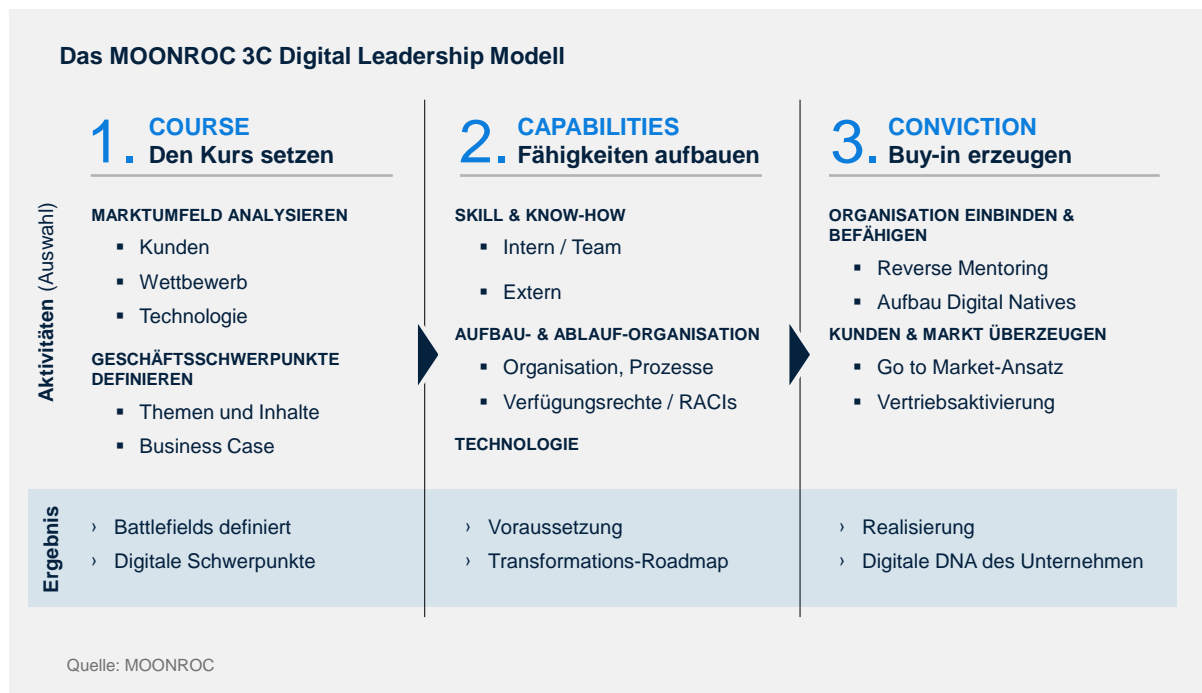 Das MOONROC 3C Digital Leadership Modell
1. COURSE
Den Kurs setzen
2. CAPABILITIES
Fähigkeiten aufbauen
3. CONVICTION
Buy-in erzeugen
Aktivitäten (Auswahl)
MARKTUMFELD ANALYSIEREN
▪ Kunden
▪ Wettbewerb
▪ Technologie
GESCHÄFTSSCHWERPUNKTE
DEFINIEREN
▪ Themen und Inhalte
▪ Business Case
SKILL & KNOW-HOW
▪ Intern / Team
▪ Extern
AUFBAU- & ABLAUF-ORGANISATION
▪ Organisation, Prozesse
▪ Verfügungsrechte / RACIs
TECHNOLOGIE
ORGANISATION EINBINDEN &
BEFÄHIGEN
▪ Reverse Mentoring
▪ Aufbau Digital Natives
KUNDEN & MARKT ÜBERZEUGEN
▪ Go to Market-Ansatz
▪ Vertriebsaktivierung
Ergebnis
› Battlefields definiert
› Digitale Schwerpunkte
› Voraussetzung
› Transformations-Roadmap
› Realisierung
› Digitale DNA des Unternehmen
Quelle: MOONROC